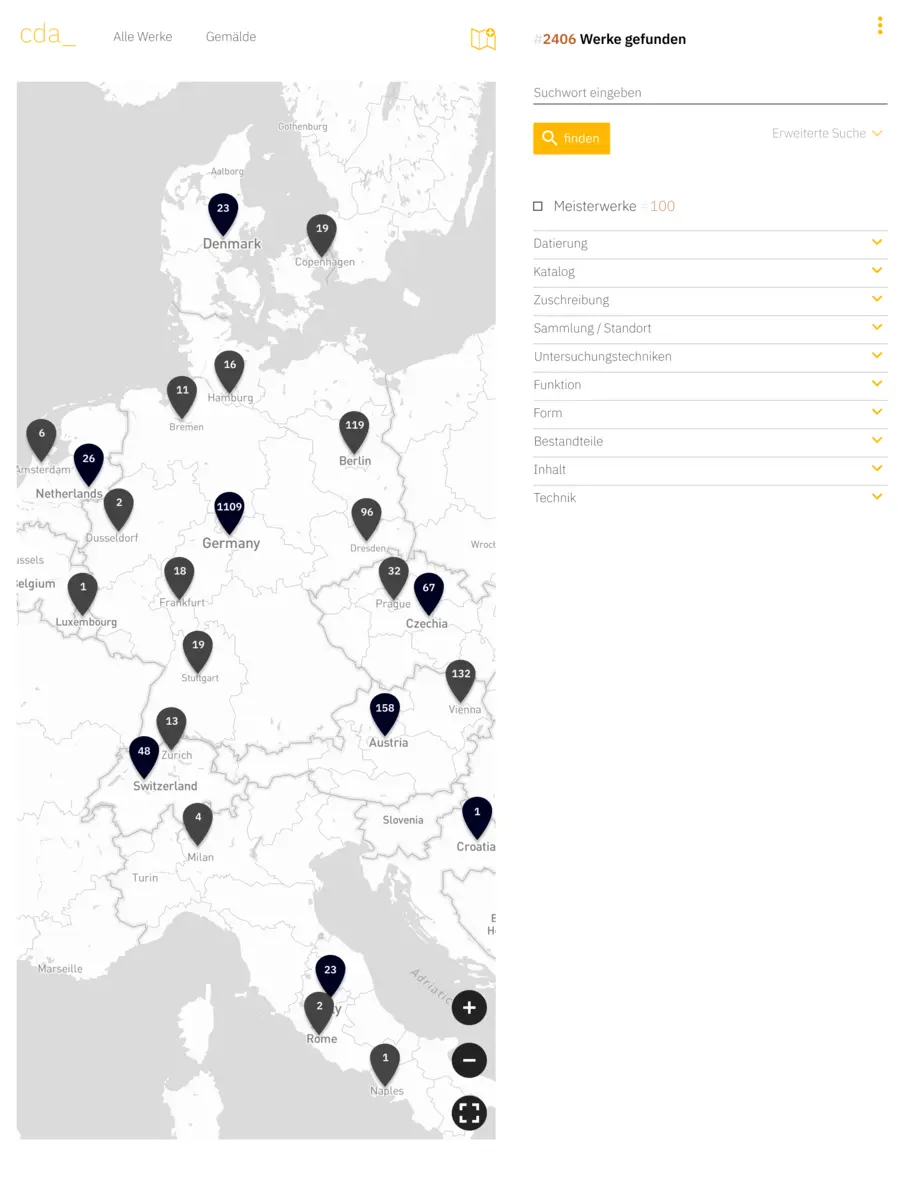 cda_
Alle Werke
Gemälde
#2406 Werke gefunden
Suchwort eingeben
finden
Erweiterte Suche
Meisterwerke #100
Datierung
Katalog
Zuschreibung
Sammlung / Standort
Untersuchungstechniken
Funktion
Form
Bestandteile
Inhalt
Technik
Gothenburg
Aalborg
23
Denmark
19
Copenhagen
16
Hamburg
11
Bremen
119
Berlin
6
Amsterdam
26
Netherlands
2
Dusseldorf
1109
Germany
96
Dresden
Wrocł
ussels
elgium
18
Frankfurt
32
Prague
67
Czechia
1
Luxembourg
19
Stuttgart
132
Vienna
158
Austria
13
Zürich
48
Switzerland
4
Milan
Slovenia
1
Croatia
Turin
E
H-
Marseille
Adriatic
23
2
ly
Rome
1
Naples